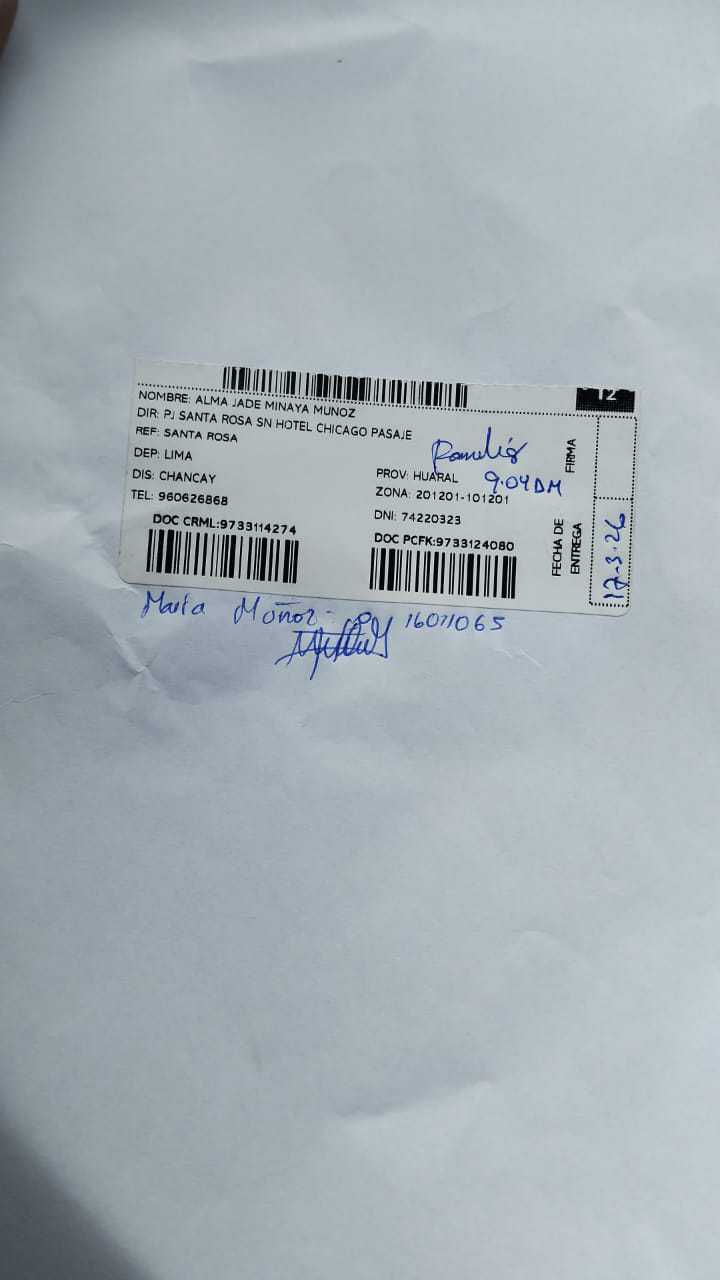 12
NOMBRE: ALMA JADE MINAYA MUNOZ
DIR: PJ SANTA ROSA SN HOTEL CHICAGO PASAJE
REF: SANTA ROSA
DEP: LIMA
DIS: CHANCAY
PROV: HUARAL
9:04
TEL: 960626868
ZONA: 201201-101201
DNI: 74220323
DOC CRML:9733114274
DOC PCFK:9733124080
FIRMA
FECHA DE
ENTREGA
17-3-26
Maria Muñoz 16011065